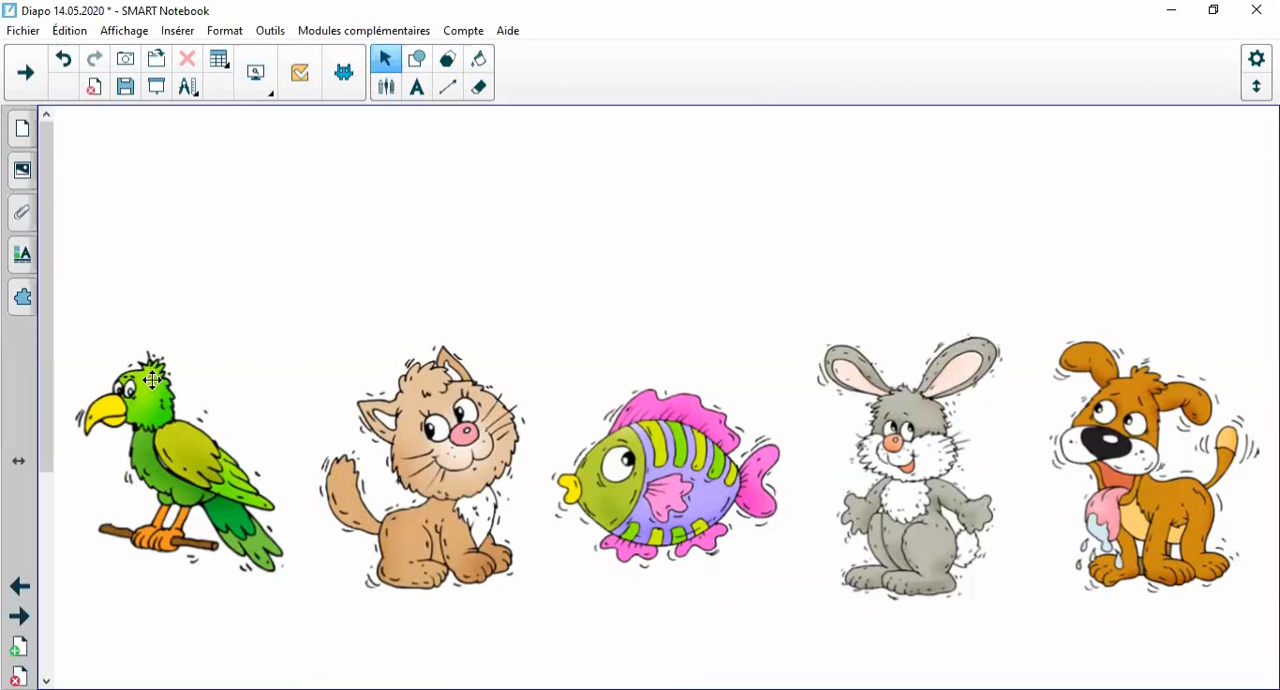 Diapo 14.05.2020 * - SMART Notebook
Fichier Édition Affichage Insérer Format Outils Modules complémentaires Compte Aide